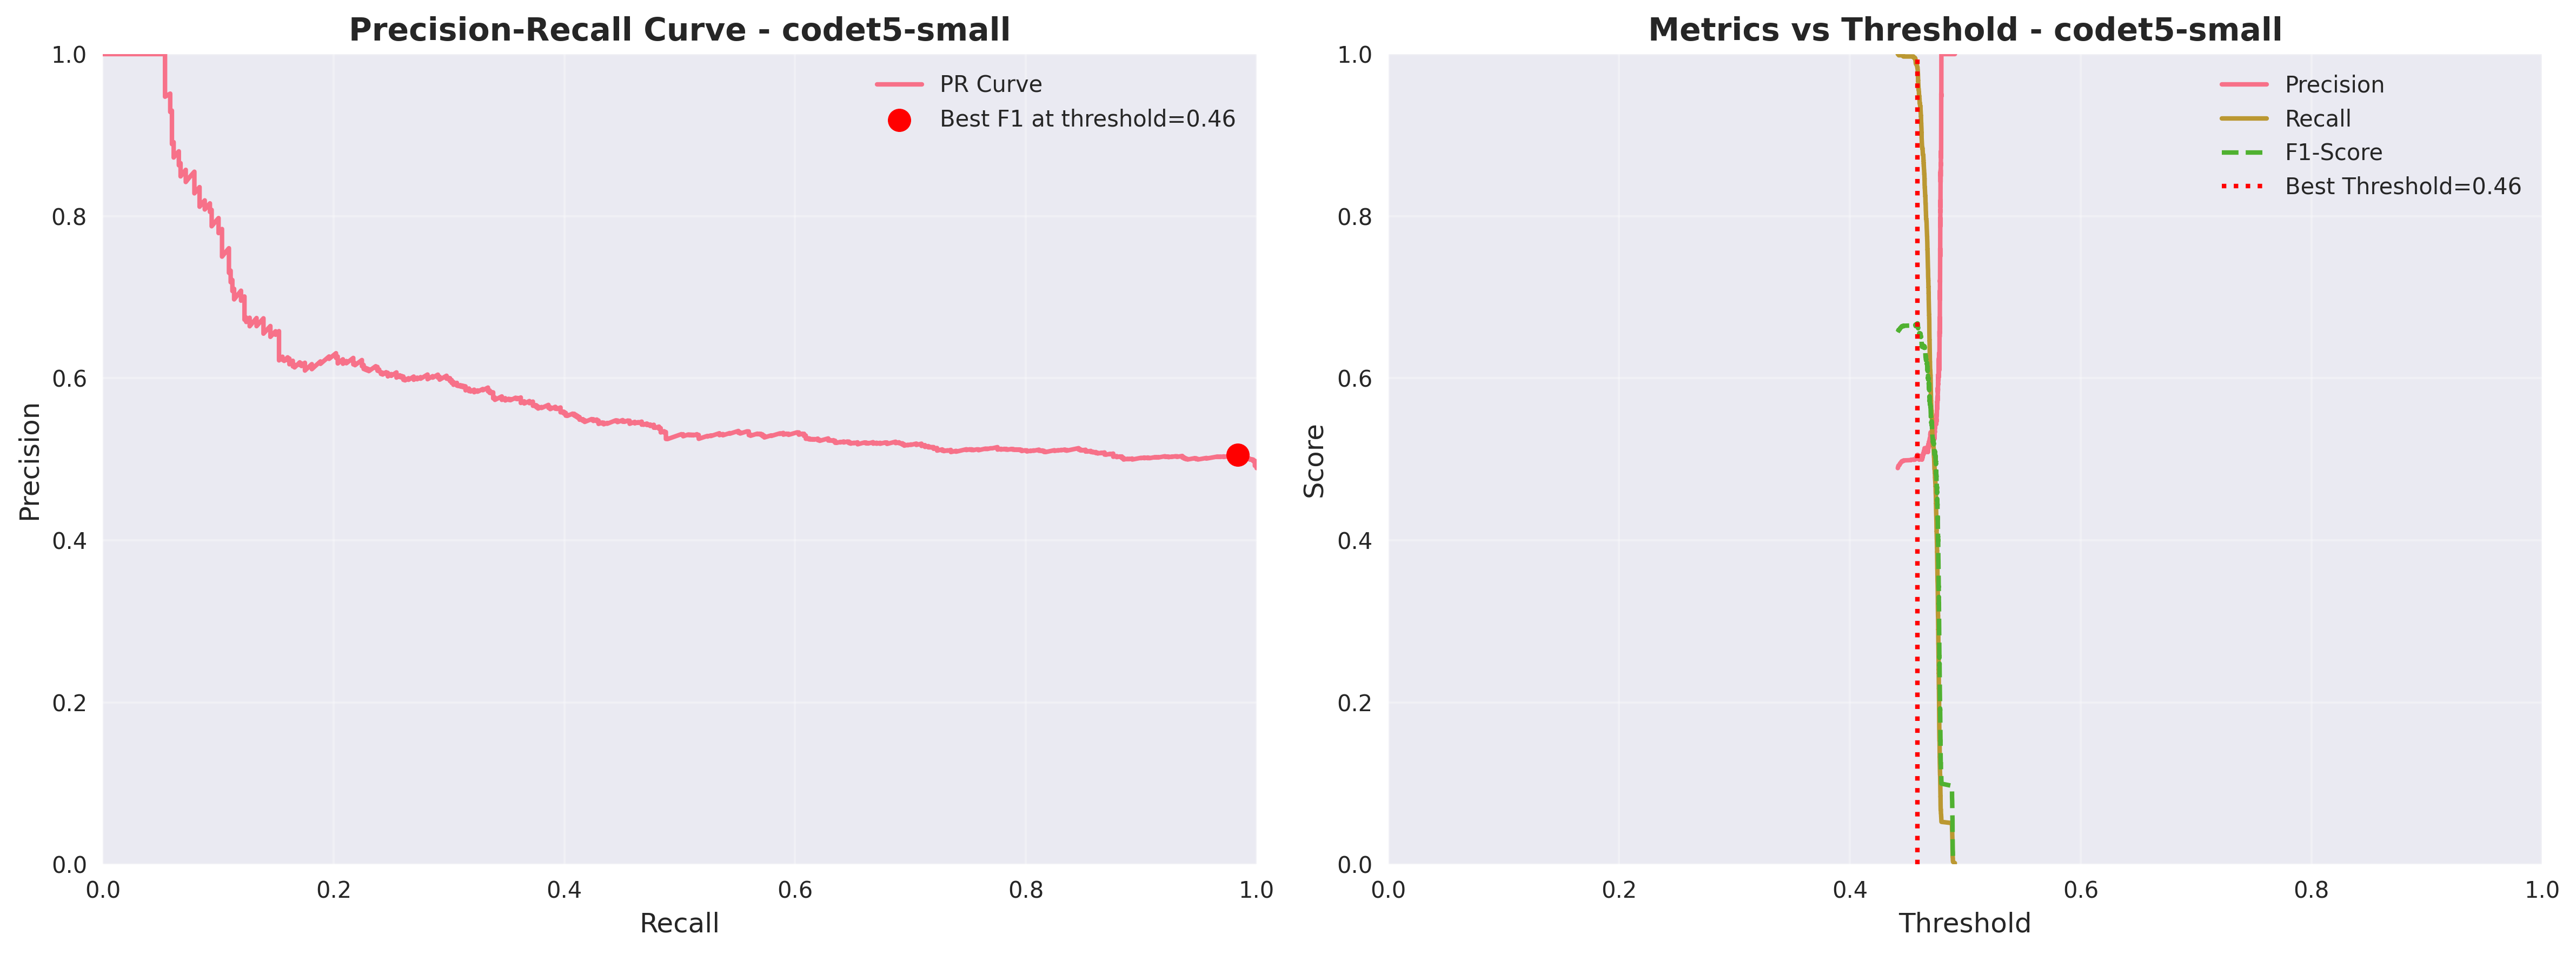 Precision-Recall Curve - codet5-small
PR Curve
Best F1 at threshold=0.46
Precision
1.0
0.8
0.6
0.4
0.2
0.0
0.0 0.2 0.4 0.6 0.8 1.0
Recall
Metrics vs Threshold - codet5-small
Precision
Recall
F1-Score
Best Threshold=0.46
Score
1.0
0.8
0.6
0.4
0.2
0.0
0.0 0.2 0.4 0.6 0.8 1.0
Threshold